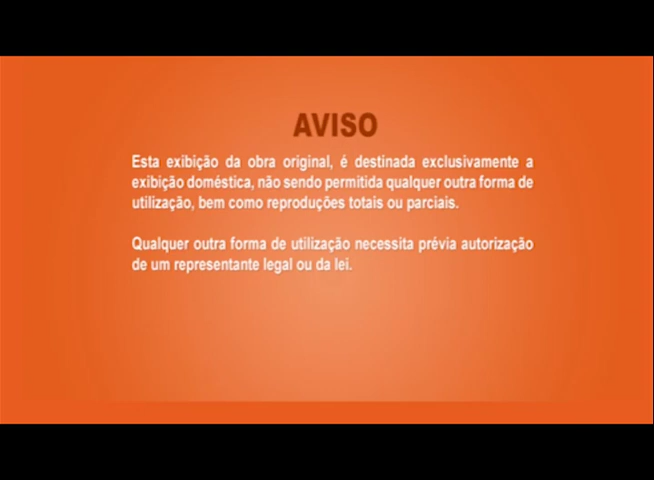 AVISO
Esta exibição da obra original, é destinada exclusivamente a
exibição doméstica, não sendo permitida qualquer outra forma de
utilização, bem como reproduções totais ou parciais.
Qualquer outra forma de utilização necessita prévia autorização
de um representante legal ou da lei.